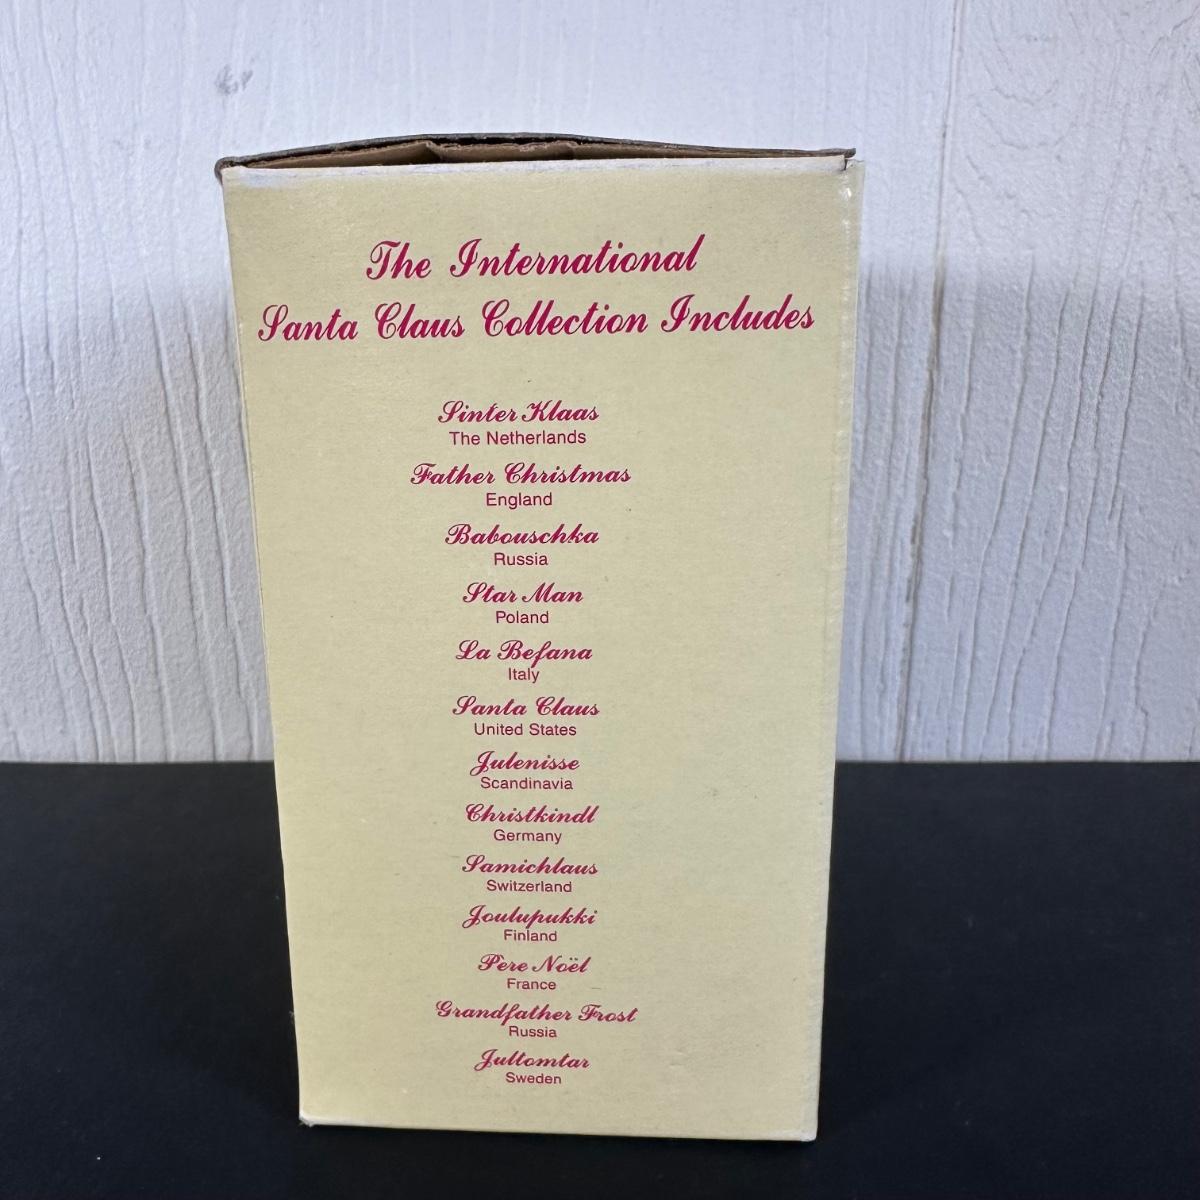 The International
Santa Claus Collection Includes
Sinter Klaas
The Netherlands
Father Christmas
England
Babouschka
Russia
Star Man
Poland
La Befana
Italy
Santa Claus
United States
Julenisse
Scandinavia
Christkindl
Germany
Samichlaus
Switzerland
Joulupukki
Finland
Père Noël
France
Grandfather Frost
Russia
Jultomtar
Sweden